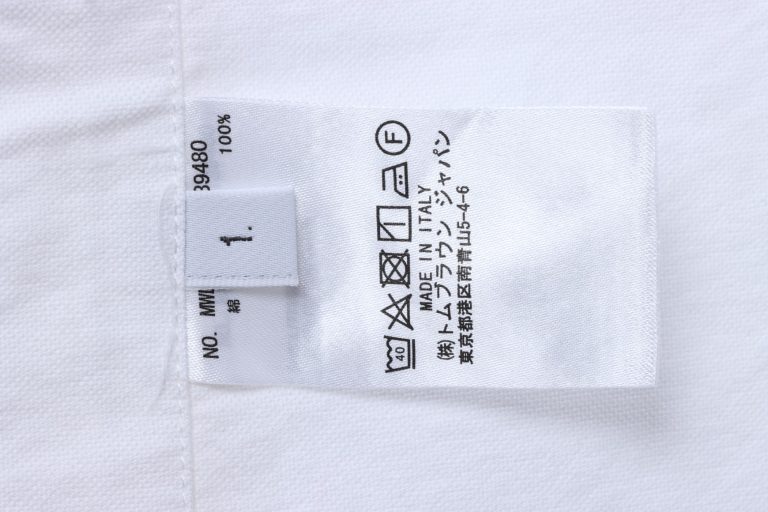 NO. MWL 39480
綿 100%
1.
40 F
MADE IN ITALY
(株)トムブラウン ジャパン
東京都港区南青山5-4-6